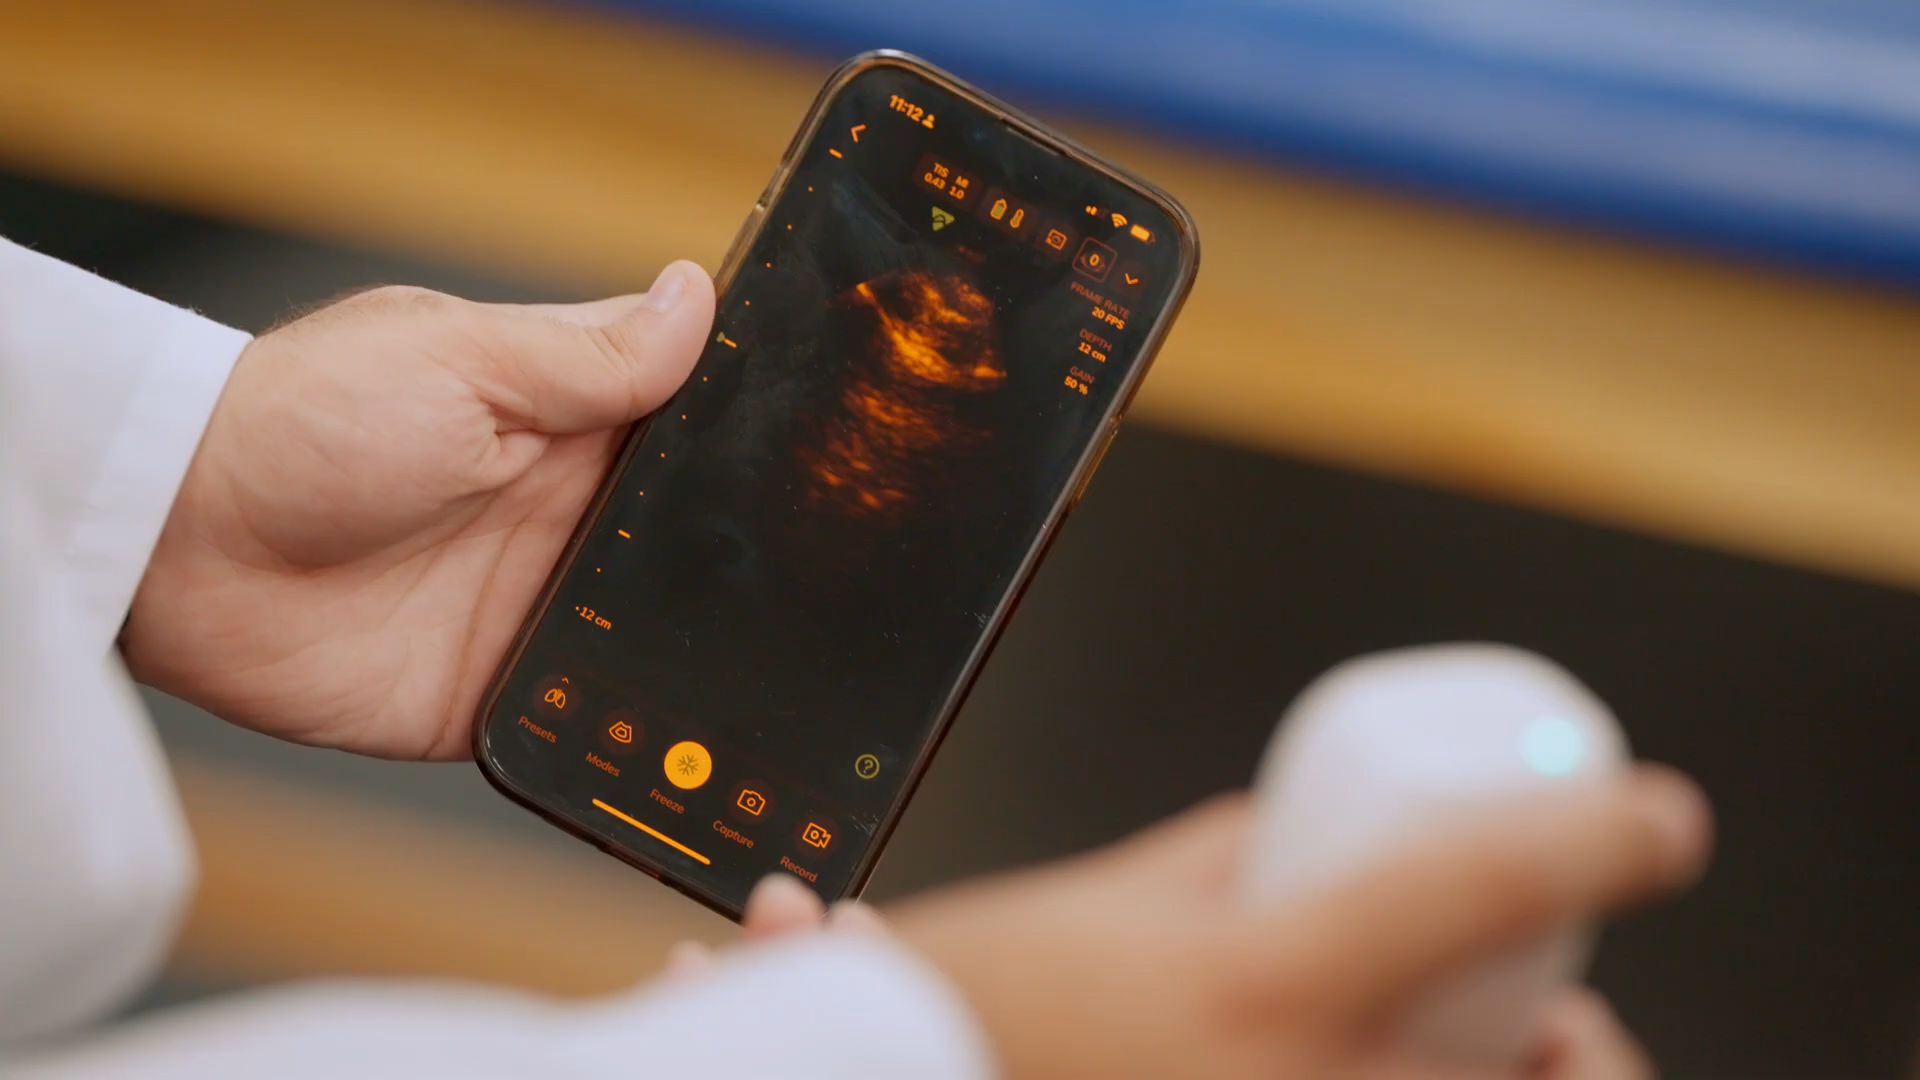 11:12
TIS MI
0.43 1.0
0
FRAME RATE
20 FPS
DEPTH
12 cm
GAIN
50 %
12 cm
Presets
Modes
Freeze
Capture
Record
?